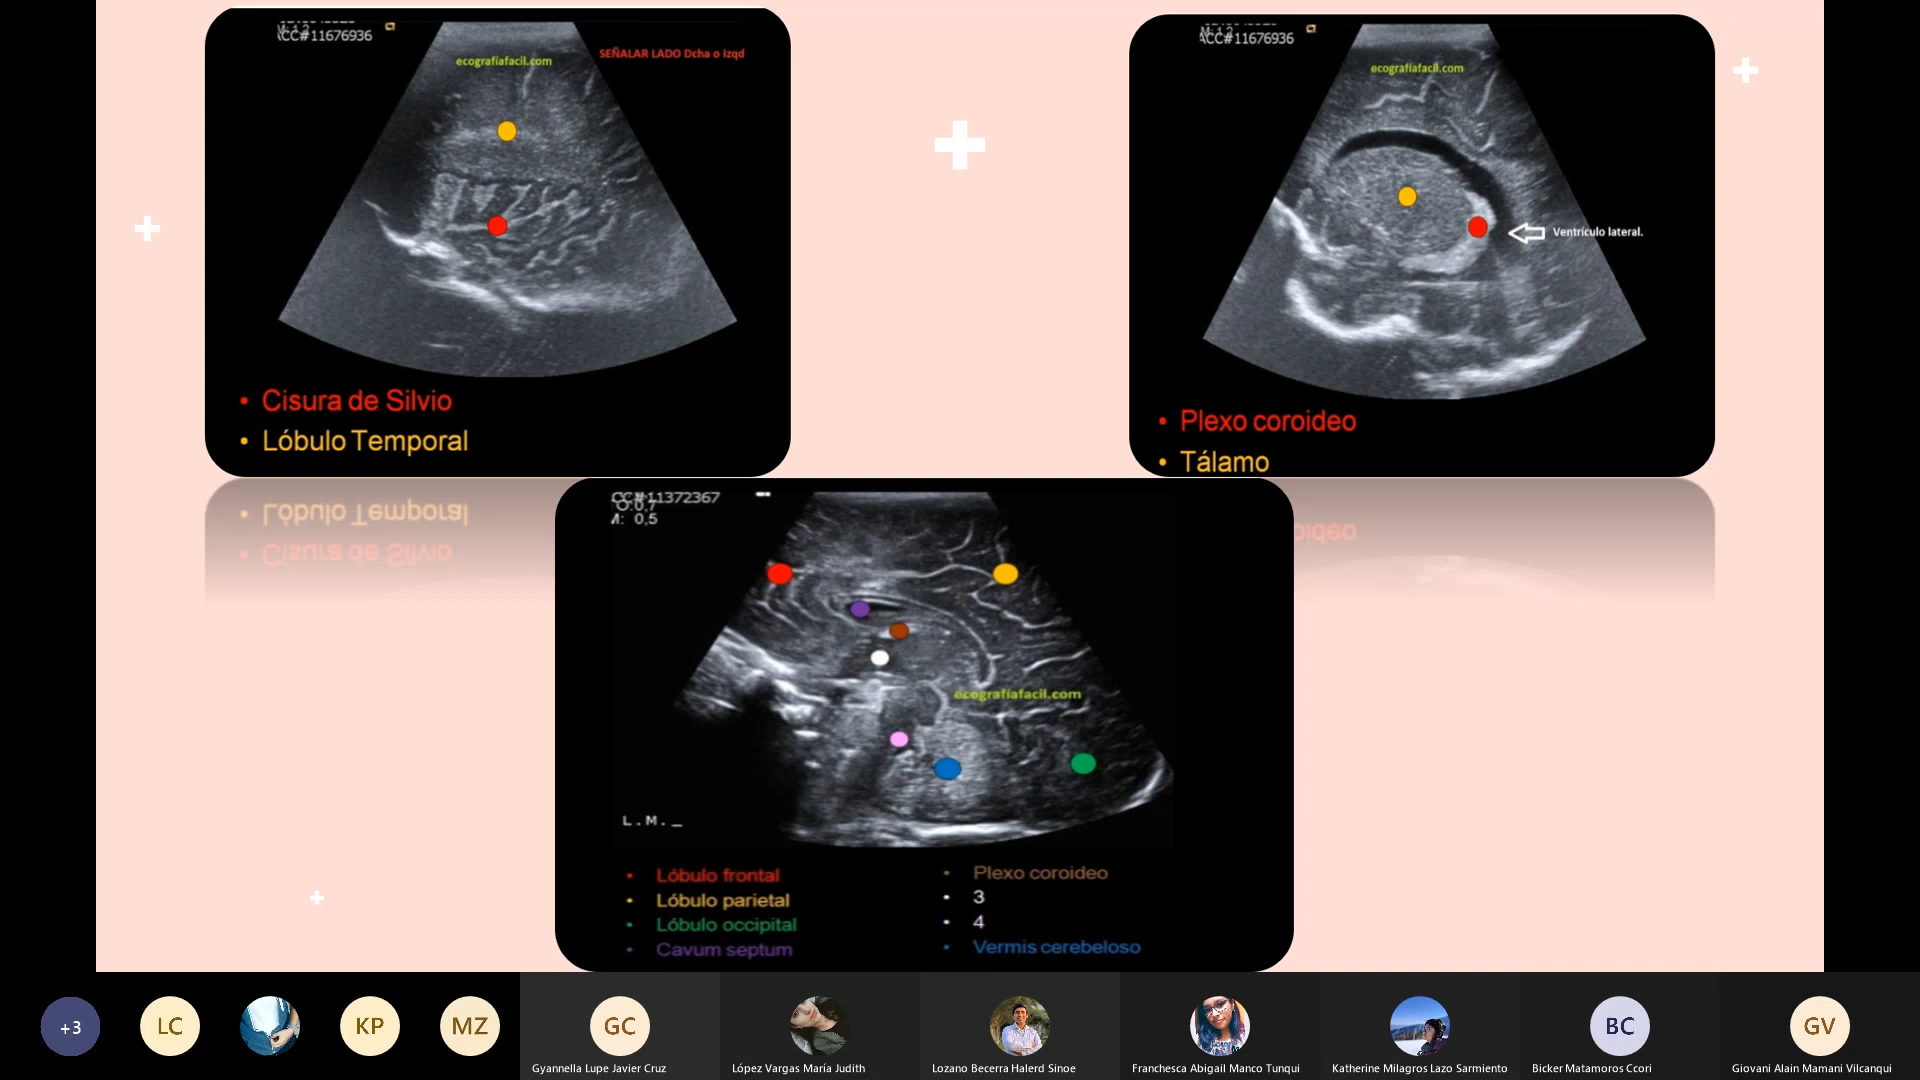 CC#11676936
ecografíafacil.com
SEÑALAR LADO Dcha o Izqd
• Cisura de Silvio
• Lóbulo Temporal
CC#11676936
ecografíafacil.com
Ventrículo lateral.
• Plexo coroideo
• Tálamo
CC#11372367
M: 0,5
ecografíafacil.com
L.M._
• Lóbulo frontal
• Lóbulo parietal
• Lóbulo occipital
• Cavum septum
• Plexo coroideo
• 3
• 4
• Vermis cerebeloso
+3
LC
KP
MZ
GC
Gyannella Lupe Javier Cruz
López Vargas María Judith
Lozano Becerra Halerd Sinoe
Franchesca Abigail Manco Tunqui
Katherine Milagros Lazo Sarmiento
BC
Bicker Matamoros Ccori
GV
Giovani Alain Mamani Vilcanqui